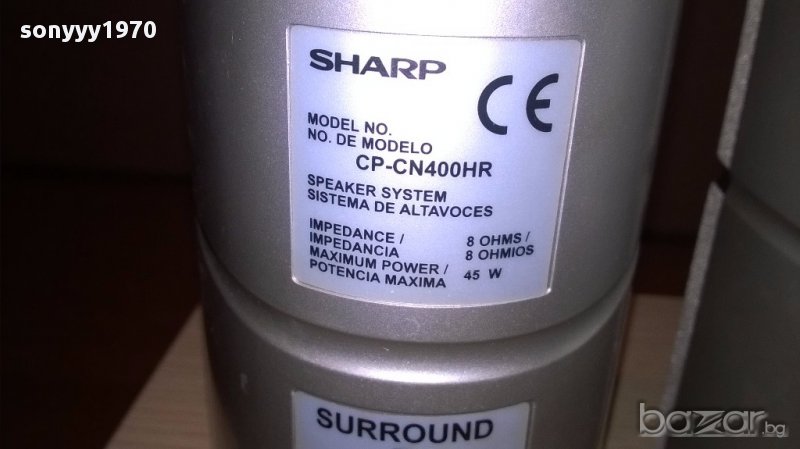 sonyyy1970
SHARP
CE
MODEL NO.
NO. DE MODELO
CP-CN400HR
SPEAKER SYSTEM
SISTEMA DE ALTAVOCES
IMPEDANCE / 8 OHMS /
IMPEDANCIA 8 OHMIOS
MAXIMUM POWER / 45 W
POTENCIA MAXIMA
SURROUND
bazar.bg